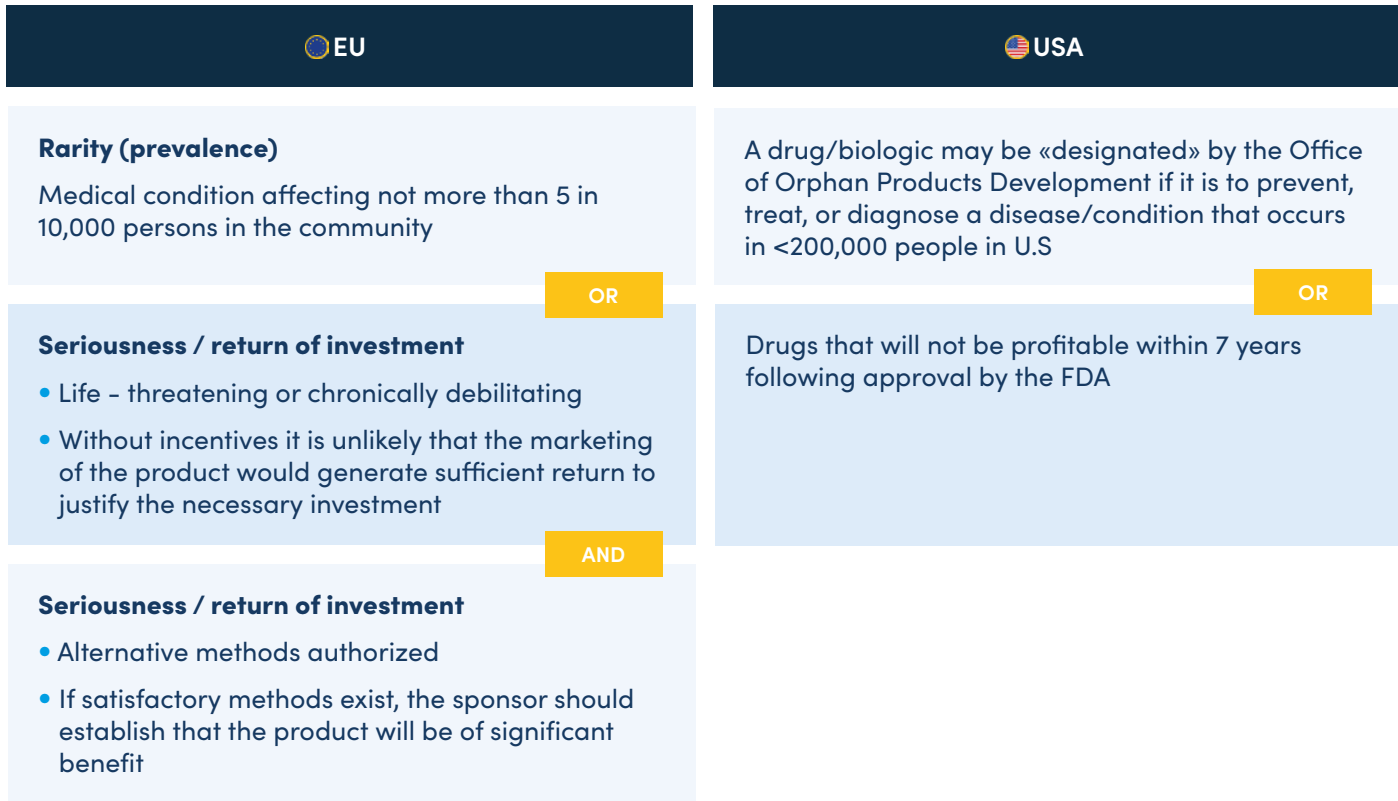 EU
Rarity (prevalence)
Medical condition affecting not more than 5 in
10,000 persons in the community
OR
Seriousness / return of investment
• Life - threatening or chronically debilitating
• Without incentives it is unlikely that the marketing
of the product would generate sufficient return to
justify the necessary investment
AND
Seriousness / return of investment
• Alternative methods authorized
• If satisfactory methods exist, the sponsor should
establish that the product will be of significant
benefit
USA
A drug/biologic may be «designated» by the Office
of Orphan Products Development if it is to prevent,
treat, or diagnose a disease/condition that occurs
in <200,000 people in U.S
OR
Drugs that will not be profitable within 7 years
following approval by the FDA